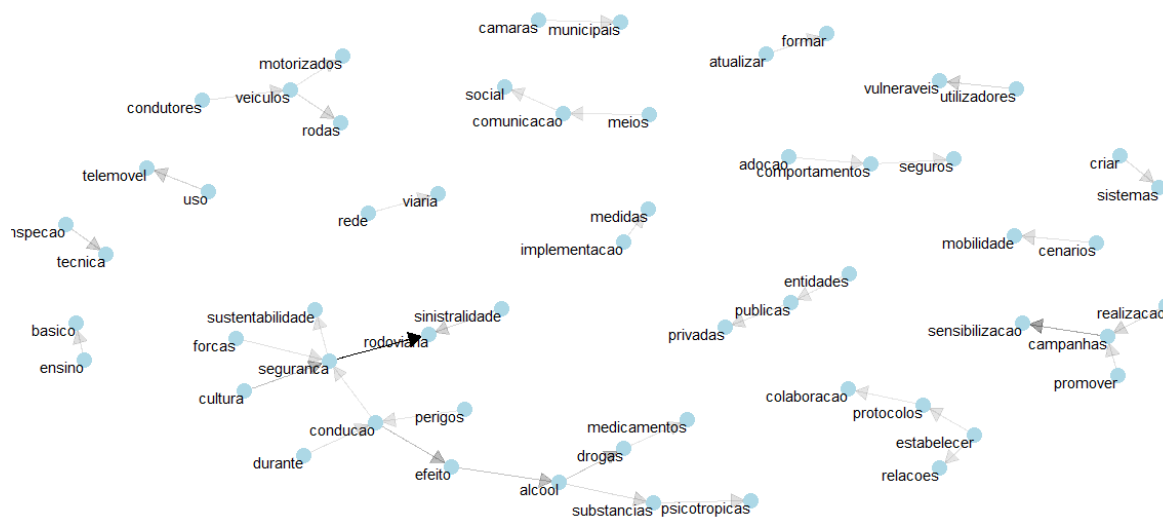 camaras
municipais
formar
atualizar
motorizados
veiculos
condutores
rodas
social
comunicacao
meios
vulneraveis
utilizadores
telemovel
uso
adocao
comportamentos
seguros
criar
sistemas
rede
viaria
medidas
implementacao
nspecao
tecnica
mobilidade
cenarios
entidades
publicas
privadas
sustentabilidade
sinistralidade
forcas
rodoviaria
seguranca
cultura
basico
ensino
realizacao
sensibilizacao
campanhas
promover
colaboracao
protocolos
estabelecer
relacoes
perigos
conducao
durante
efeito
medicamentos
drogas
alcool
substancias
psicotropicas